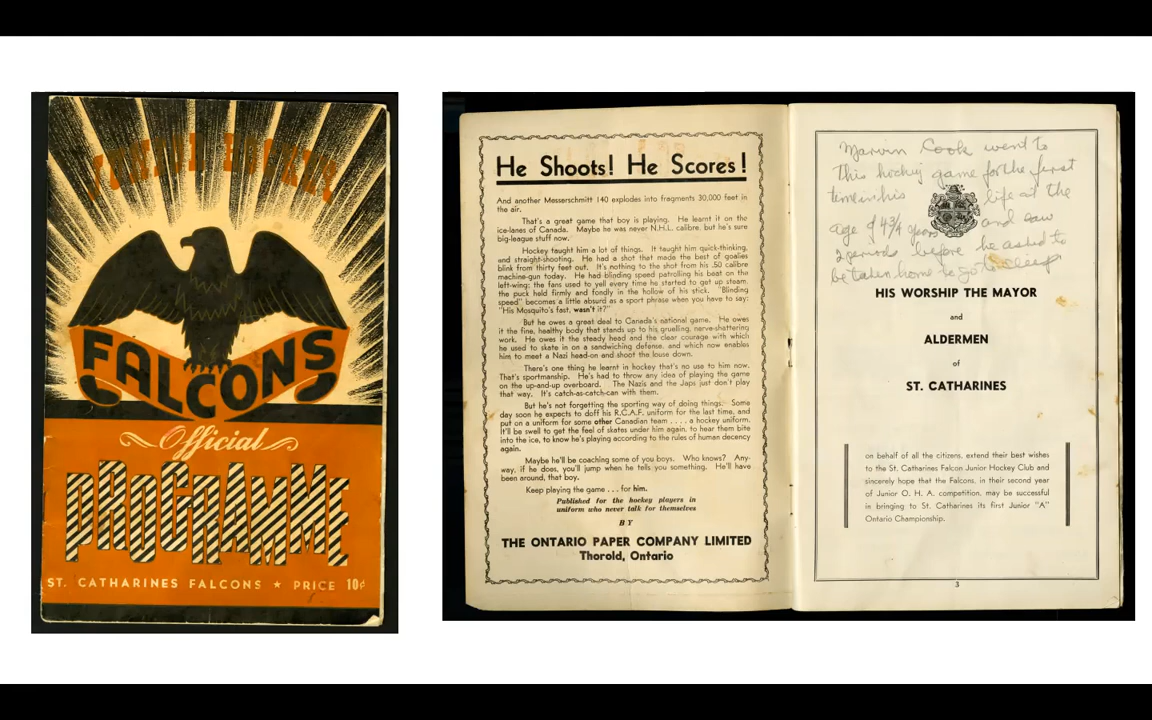 JUNIOR HOCKEY
FALCONS
Official
PROGRAMME
ST. CATHARINES FALCONS ★ PRICE 10¢
He Shoots! He Scores!
And another Messerschmitt 140 explodes into fragments 30,000 feet in
the air.
That's a great game that boy is playing. He learnt it on the
ice-lanes of Canada. Maybe he was never N.H.L. calibre, but he's sure
big-league stuff now.
Hockey taught him a lot of things. It taught him quick-thinking,
and straight-shooting. He had a shot that made the best of goalies
blink from thirty feet out. It's nothing to the shot from his .50 calibre
machine-gun today. He had blinding speed patrolling his beat on the
left-wing; the fans used to yell every time he started to get up steam,
the puck held firmly and fondly in the hollow of his stick. "Blinding
speed" becomes a little absurd as a sport phrase when you have to say:
"His Mosquito's fast, wasn't it?"
But he owes a great deal to Canada's national game. He owes
it the fine, healthy body that stands up to his gruelling, nerve-shattering
work. He owes it the steady head and the clear courage with which
he used to skate in on a sandwiching defense, and which now enables
him to meet a Nazi head-on and shoot the louse down.
There's one thing he learnt in hockey that's no use to him now.
That's sportmanship. He's had to throw any idea of playing the game
on the up-and-up overboard. The Nazis and the Japs just don't play
that way. It's catch-as-catch-can with them.
But he's not forgetting the sporting way of doing things. Some
day soon he expects to doff his R.C.A.F. uniform for the last time, and
put on a uniform for some other Canadian team .... a hockey uniform.
It'll be swell to get the feel of skates under him again, to hear them bite
into the ice, to know he's playing according to the rules of human decency
again.
Maybe he'll be coaching some of you boys. Who knows? Any-
way, if he does, you'll jump when he tells you something. He'll have
been around, that boy.
Keep playing the game ... for him.
Published for the hockey players in
uniform who never talk for themselves
BY
THE ONTARIO PAPER COMPANY LIMITED
Thorold, Ontario
Marvin Cook went to
this hockey game for the first
time in his life at the
age of 4¾ years and saw
2 periods before he asked to
be taken home to go to sleep
HIS WORSHIP THE MAYOR
and
ALDERMEN
of
ST. CATHARINES
on behalf of all the citizens, extend their best wishes
to the St. Catharines Falcon Junior Hockey Club and
sincerely hope that the Falcons, in their second year
of Junior O. H. A. competition, may be successful
in bringing to St. Catharines its first Junior "A"
Ontario Championship.
3